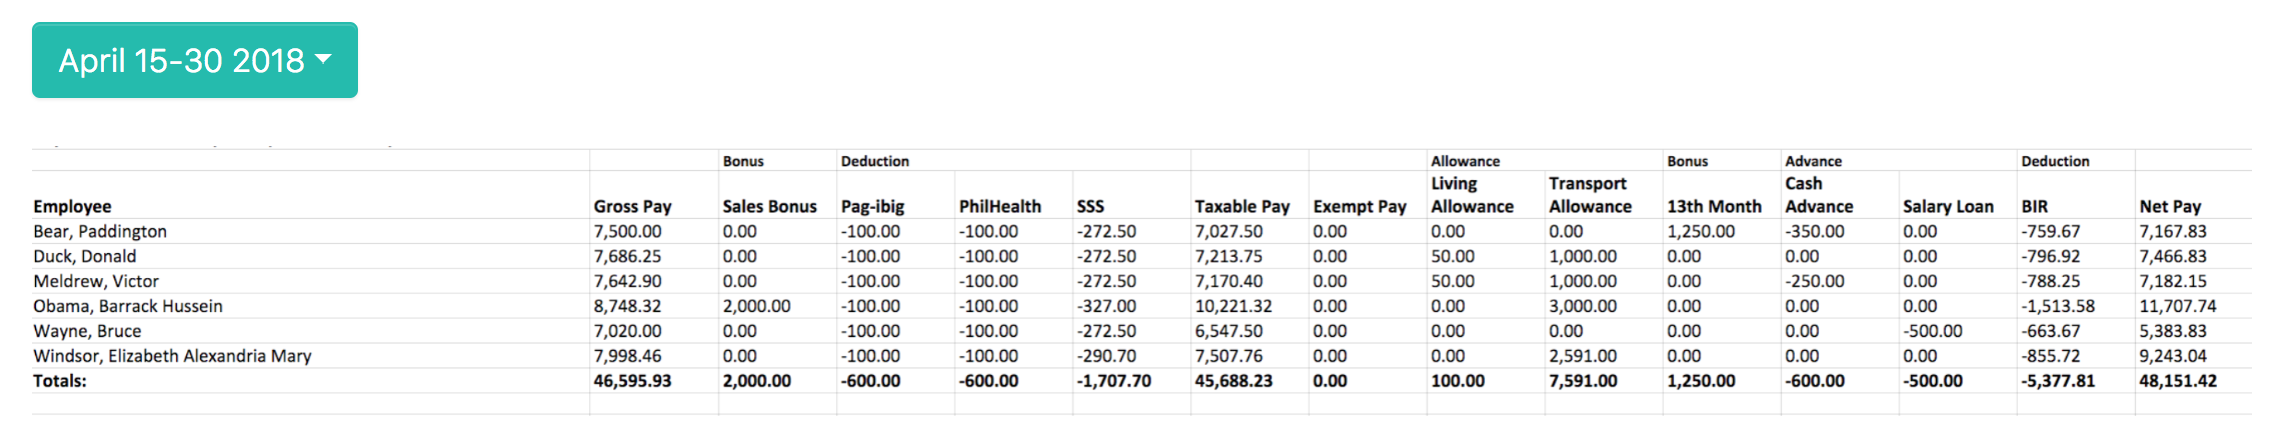 April 15-30 2018
Bonus Deduction Allowance Bonus Advance Deduction
Living Transport Cash
Employee Gross Pay Sales Bonus Pag-ibig PhilHealth SSS Taxable Pay Exempt Pay Allowance Allowance 13th Month Advance Salary Loan BIR Net Pay
Bear, Paddington 7,500.00 0.00 -100.00 -100.00 -272.50 7,027.50 0.00 0.00 0.00 1,250.00 -350.00 0.00 -759.67 7,167.83
Duck, Donald 7,686.25 0.00 -100.00 -100.00 -272.50 7,213.75 0.00 50.00 1,000.00 0.00 0.00 0.00 -796.92 7,466.83
Meldrew, Victor 7,642.90 0.00 -100.00 -100.00 -272.50 7,170.40 0.00 50.00 1,000.00 0.00 -250.00 0.00 -788.25 7,182.15
Obama, Barrack Hussein 8,748.32 2,000.00 -100.00 -100.00 -327.00 10,221.32 0.00 0.00 3,000.00 0.00 0.00 0.00 -1,513.58 11,707.74
Wayne, Bruce 7,020.00 0.00 -100.00 -100.00 -272.50 6,547.50 0.00 0.00 0.00 0.00 0.00 -500.00 -663.67 5,383.83
Windsor, Elizabeth Alexandria Mary 7,998.46 0.00 -100.00 -100.00 -290.70 7,507.76 0.00 0.00 2,591.00 0.00 0.00 0.00 -855.72 9,243.04
Totals: 46,595.93 2,000.00 -600.00 -600.00 -1,707.70 45,688.23 0.00 100.00 7,591.00 1,250.00 -600.00 -500.00 -5,377.81 48,151.42